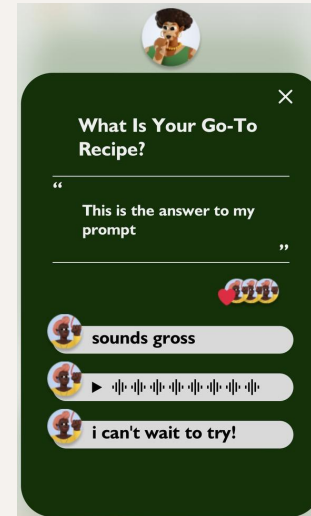 What Is Your Go-To
Recipe?
“
This is the answer to my
prompt
”
sounds gross
i can't wait to try!